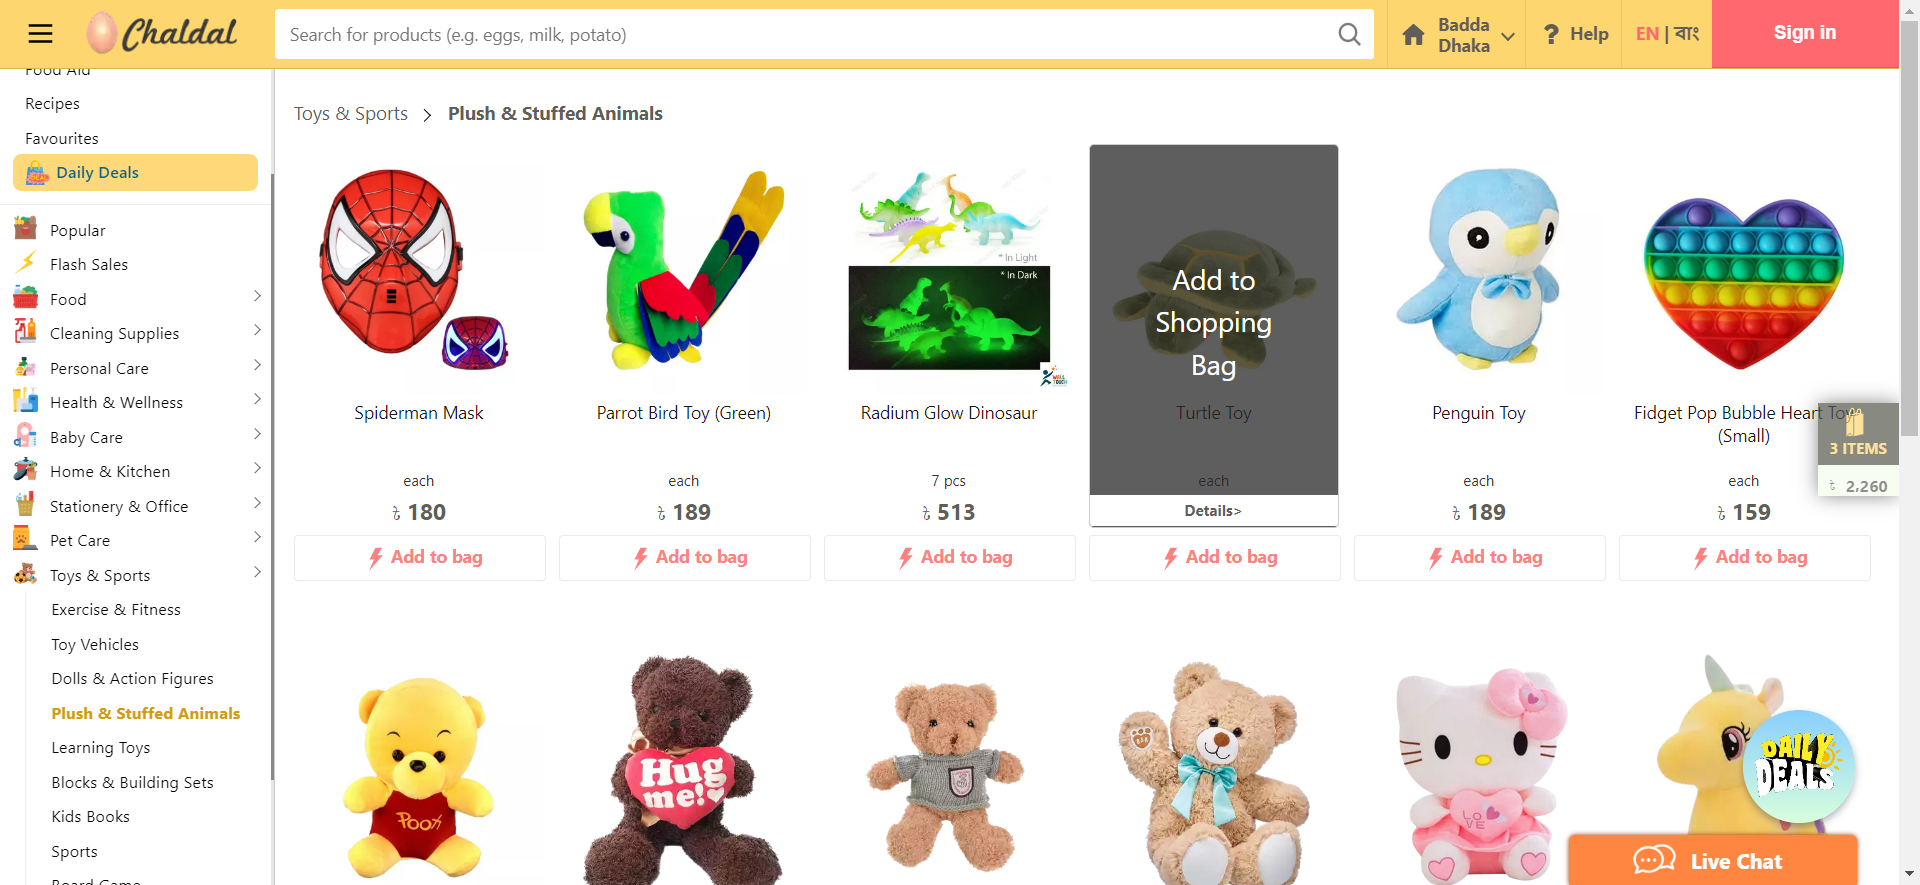 Chaldal
Search for products (e.g. eggs, milk, potato)
Badda
Dhaka
Help
EN | বাং
Sign in
Food Aid
Recipes
Favourites
Daily Deals
Popular
Flash Sales
Food
Cleaning Supplies
Personal Care
Health & Wellness
Baby Care
Home & Kitchen
Stationery & Office
Pet Care
Toys & Sports
Exercise & Fitness
Toy Vehicles
Dolls & Action Figures
Plush & Stuffed Animals
Learning Toys
Blocks & Building Sets
Kids Books
Sports
Board Game
Toys & Sports > Plush & Stuffed Animals
* In Light
* In Dark
Add to
Shopping
Bag
Spiderman Mask
Parrot Bird Toy (Green)
Radium Glow Dinosaur
Turtle Toy
Penguin Toy
Fidget Pop Bubble Heart Toy
(Small)
each
each
7 pcs
each
each
each
৳ 180
৳ 189
৳ 513
Details>
৳ 189
৳ 159
3 ITEMS
৳ 2,260
Add to bag
Add to bag
Add to bag
Add to bag
Add to bag
Add to bag
Pooh
Hug
me!
LOVE
DAILY
DEALS
Live Chat